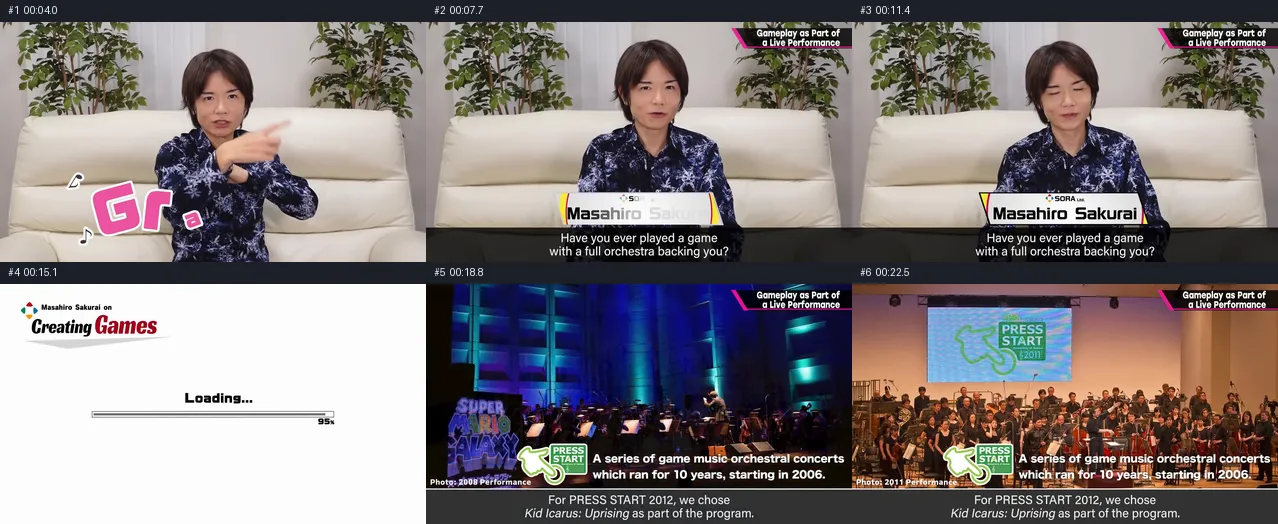 #1 00:04.0
Gr a
#2 00:07.7
Gameplay as Part of
a Live Performance
Masahiro Sakurai
Have you ever played a game
with a full orchestra backing you?
#3 00:11.4
Gameplay as Part of
a Live Performance
SORA LTD.
Masahiro Sakurai
Have you ever played a game
with a full orchestra backing you?
#4 00:15.1
Masahiro Sakurai on
Creating Games
Loading...
95%
#5 00:18.8
Gameplay as Part of
a Live Performance
SUPER
MARIO
GALAXY
PRESS
START
A series of game music orchestral concerts
which ran for 10 years, starting in 2006.
Photo: 2008 Performance
For PRESS START 2012, we chose
Kid Icarus: Uprising as part of the program.
#6 00:22.5
Gameplay as Part of
a Live Performance
PRESS
START
2011
PRESS
START
A series of game music orchestral concerts
which ran for 10 years, starting in 2006.
Photo: 2011 Performance
For PRESS START 2012, we chose
Kid Icarus: Uprising as part of the program.